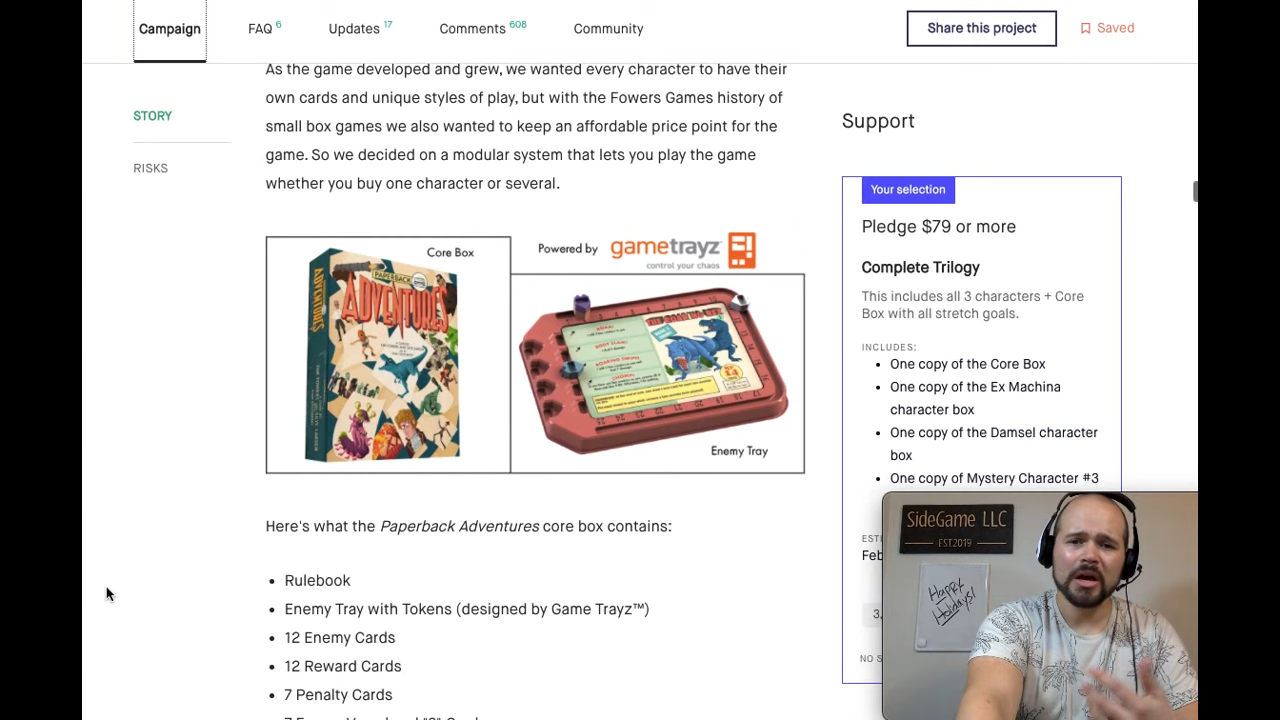 Campaign
FAQ 6
Updates 17
Comments 608
Community
Share this project
Saved
STORY
RISKS
As the game developed and grew, we wanted every character to have their
own cards and unique styles of play, but with the Fowers Games history of
small box games we also wanted to keep an affordable price point for the
game. So we decided on a modular system that lets you play the game
whether you buy one character or several.
Core Box
PAPERBACK
ADVENTURES
ADVENTURES
Powered by gametrayz
control your chaos
Enemy Tray
Here's what the Paperback Adventures core box contains:
• Rulebook
• Enemy Tray with Tokens (designed by Game Trayz™)
• 12 Enemy Cards
• 12 Reward Cards
• 7 Penalty Cards
Support
Your selection
Pledge $79 or more
Complete Trilogy
This includes all 3 characters + Core
Box with all stretch goals.
INCLUDES:
• One copy of the Core Box
• One copy of the Ex Machina
character box
• One copy of the Damsel character
box
• One copy of Mystery Character #3
Feb
3,
NO S
SideGame LLC
EST2019
Happy
Holidays!